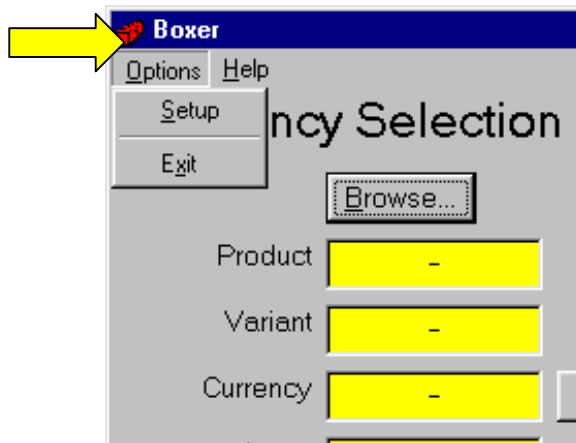 Boxer
Options Help
Setup
ncy Selection
Exit
Browse...
Product -
Variant -
Currency -